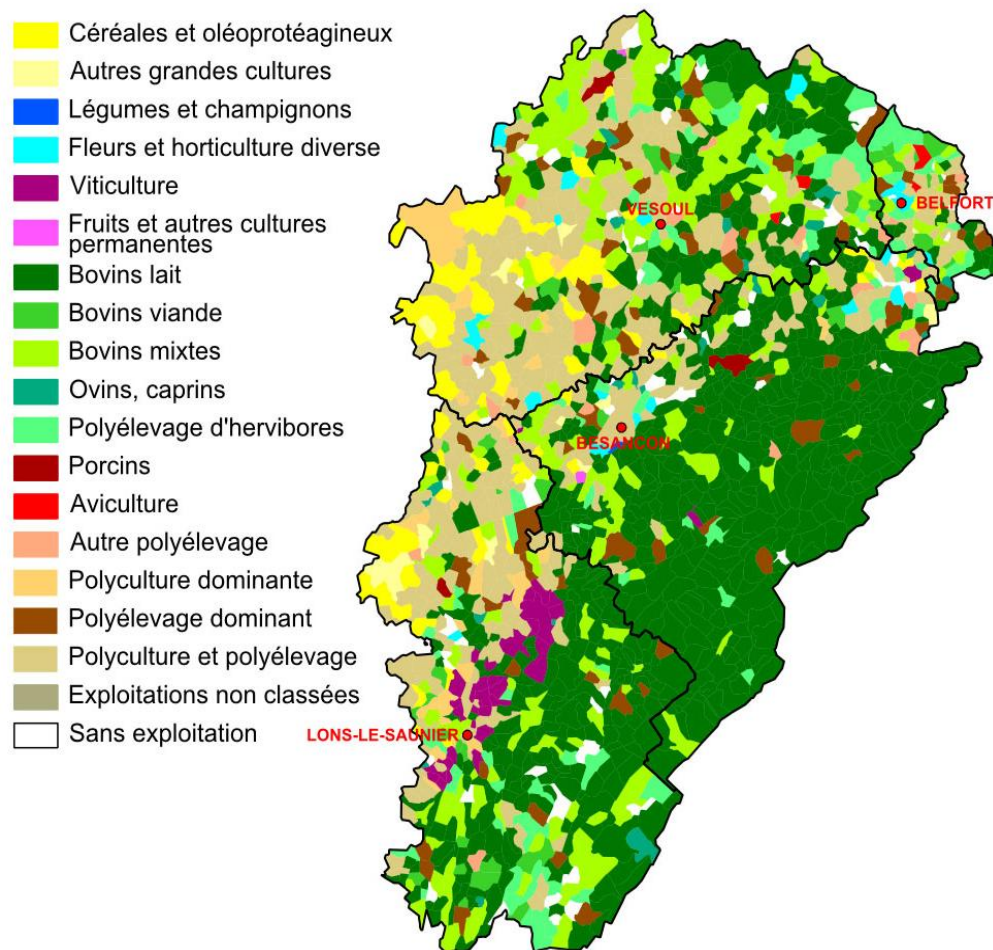 Céréales et oléoprotéagineux
Autres grandes cultures
Légumes et champignons
Fleurs et horticulture diverse
Viticulture
Fruits et autres cultures
permanentes
Bovins lait
Bovins viande
Bovins mixtes
Ovins, caprins
Polyélevage d'hervibores
Porcins
Aviculture
Autre polyélevage
Polyculture dominante
Polyélevage dominant
Polyculture et polyélevage
Exploitations non classées
Sans exploitation
VESOUL
BELFORT
BESANCON
LONS-LE-SAUNIER